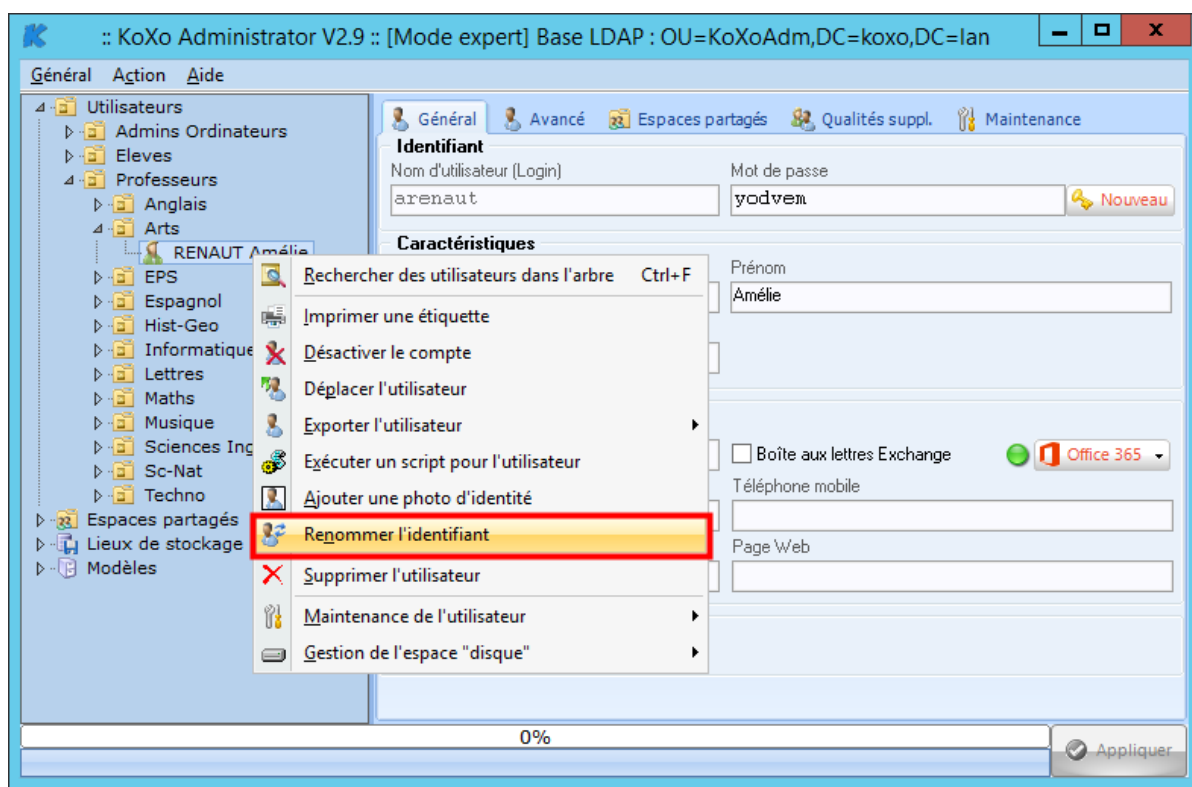 :: KoXo Administrator V2.9 :: [Mode expert] Base LDAP : OU=KoXoAdm,DC=koxo,DC=lan
Général Action Aide
Utilisateurs
Admins Ordinateurs
Eleves
Professeurs
Anglais
Arts
RENAUT Amélie
EPS
Espagnol
Hist-Geo
Informatique
Lettres
Maths
Musique
Sciences Ing
Sc-Nat
Techno
Espaces partagés
Lieux de stockage
Modèles
Général Avancé Espaces partagés Qualités suppl. Maintenance
Identifiant
Nom d'utilisateur (Login) Mot de passe
arenaut yodvem Nouveau
Caractéristiques
Prénom
Amélie
Boîte aux lettres Exchange Office 365
Téléphone mobile
Page Web
Rechercher des utilisateurs dans l'arbre Ctrl+F
Imprimer une étiquette
Désactiver le compte
Déplacer l'utilisateur
Exporter l'utilisateur
Exécuter un script pour l'utilisateur
Ajouter une photo d'identité
Renommer l'identifiant
Supprimer l'utilisateur
Maintenance de l'utilisateur
Gestion de l'espace "disque"
0%
Appliquer